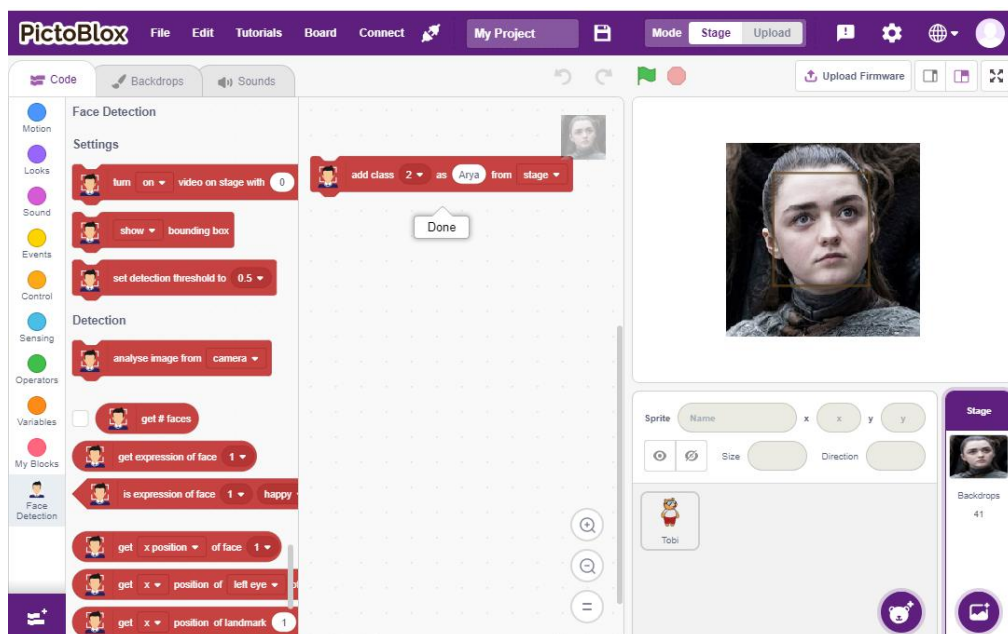 PictoBlox File Edit Tutorials Board Connect My Project Mode Stage Upload
Code Backdrops Sounds Upload Firmware
Motion
Looks
Sound
Events
Control
Sensing
Operators
Variables
My Blocks
Face
Detection
Face Detection
Settings
turn on video on stage with 0
show bounding box
set detection threshold to 0.5
Detection
analyse image from camera
get # faces
get expression of face 1
is expression of face 1 happy
get x position of face 1
get x position of left eye
get x position of landmark 1
add class 2 as Arya from stage
Done
Sprite Name x x y y
Size Direction
Tobi
Stage
Backdrops
41